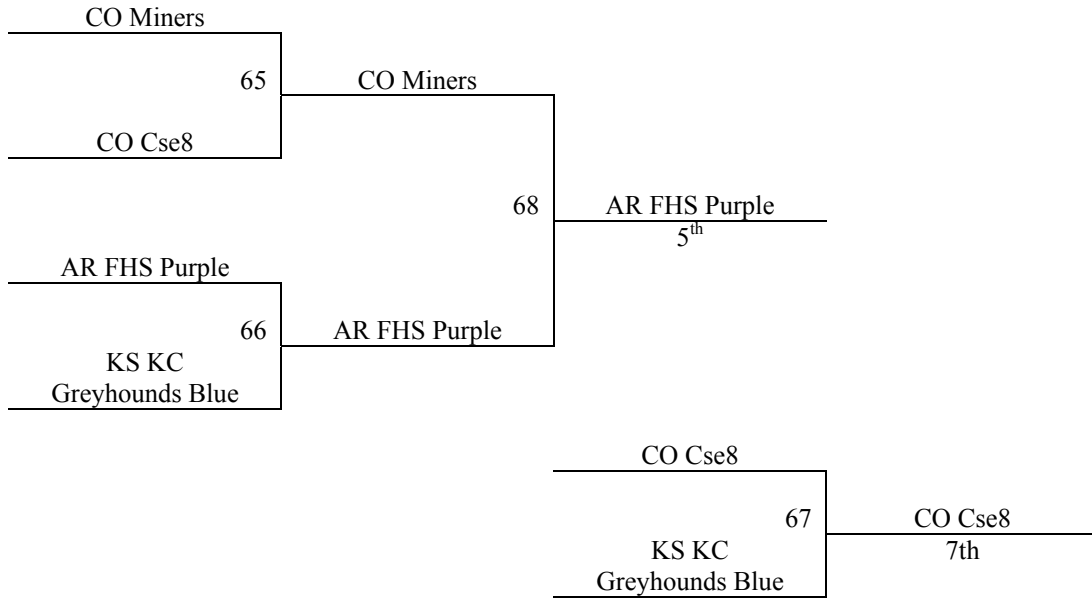 CO Miners
65
CO Miners
CO Cse8
68
AR FHS Purple
5th
AR FHS Purple
66
AR FHS Purple
KS KC
Greyhounds Blue
CO Cse8
67
CO Cse8
7th
KS KC
Greyhounds Blue